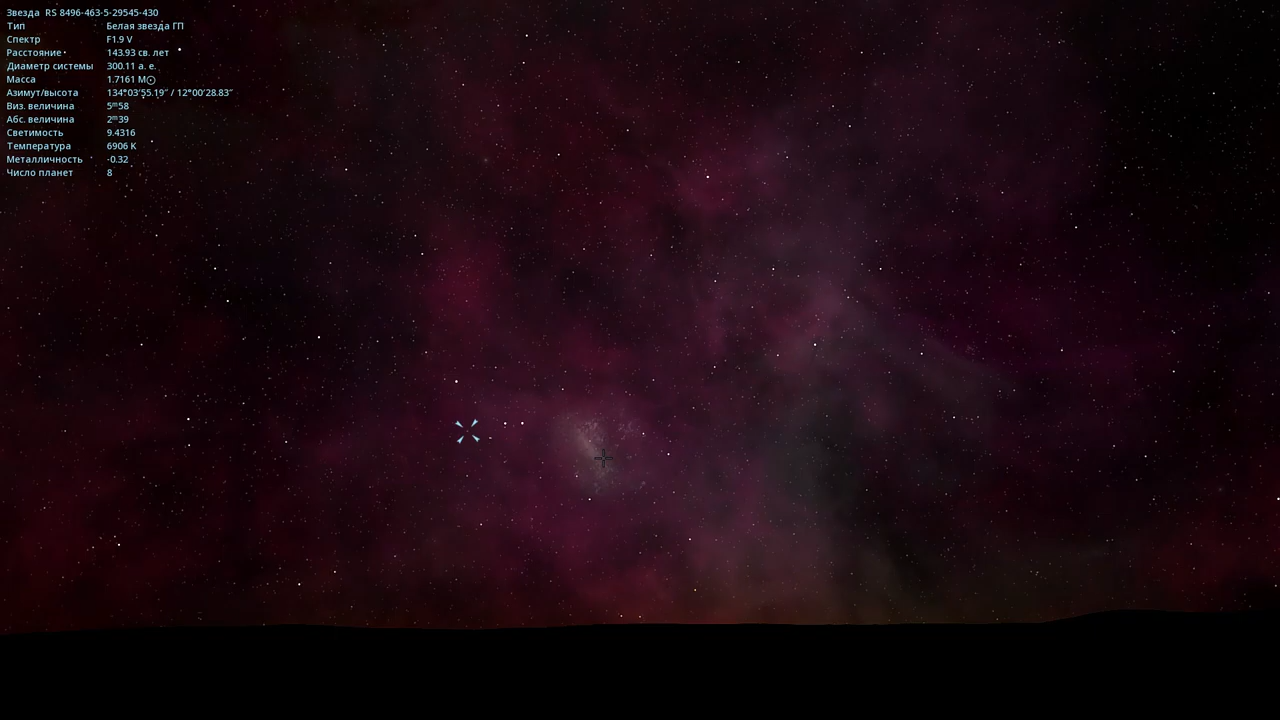 Звезда RS 8496-463-5-29545-430
Тип Белая звезда ГП
Спектр F1.9 V
Расстояние 143.93 св. лет
Диаметр системы 300.11 а. е.
Масса 1.7161 M☉
Азимут/высота 134°03′55.19″ / 12°00′28.83″
Виз. величина 5ᵐ58
Абс. величина 2ᵐ39
Светимость 9.4316
Температура 6906 K
Металличность -0.32
Число планет 8